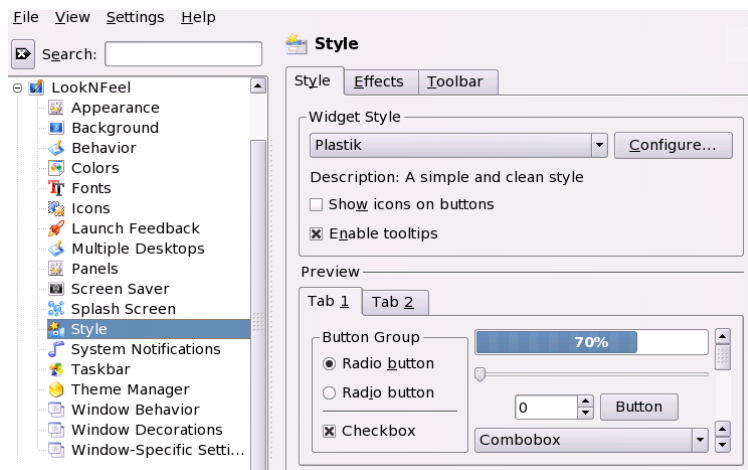 File View Settings Help
Search:
LookNFeel
Appearance
Background
Behavior
Colors
Fonts
Icons
Launch Feedback
Multiple Desktops
Panels
Screen Saver
Splash Screen
Style
System Notifications
Taskbar
Theme Manager
Window Behavior
Window Decorations
Window-Specific Setti...
Style
Style Effects Toolbar
Widget Style
Plastik Configure...
Description: A simple and clean style
Show icons on buttons
Enable tooltips
Preview
Tab 1 Tab 2
Button Group
Radio button
Radio button
Checkbox
70%
0 Button
Combobox